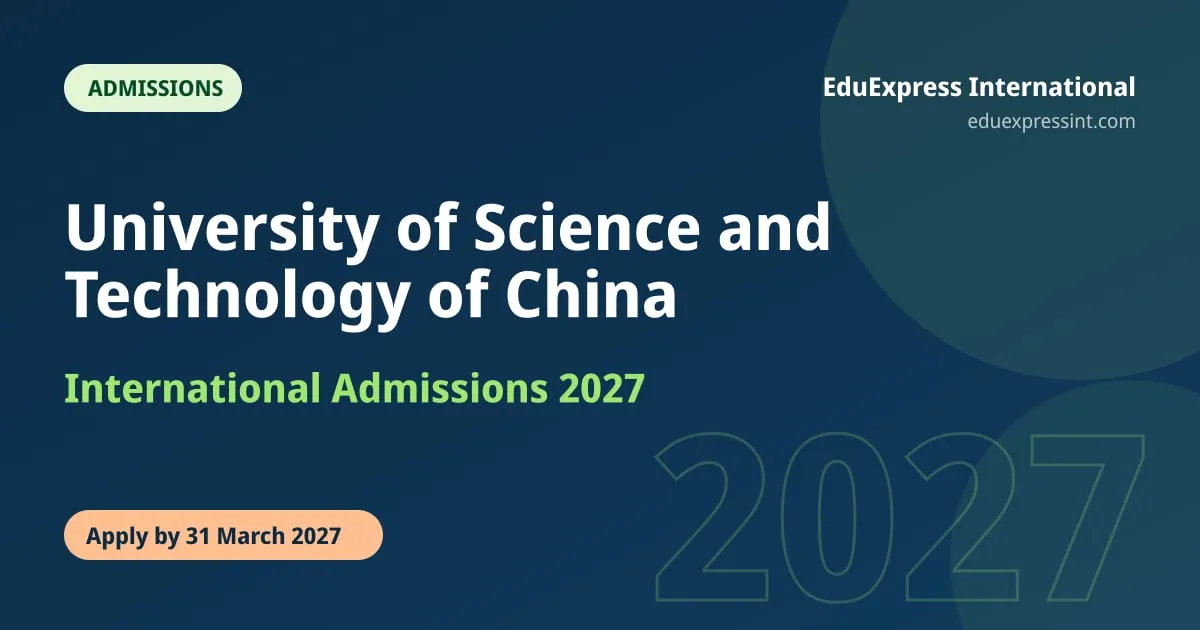 ADMISSIONS
EduExpress International
eduexpressint.com
University of Science and
Technology of China
International Admissions 2027
Apply by 31 March 2027
2027